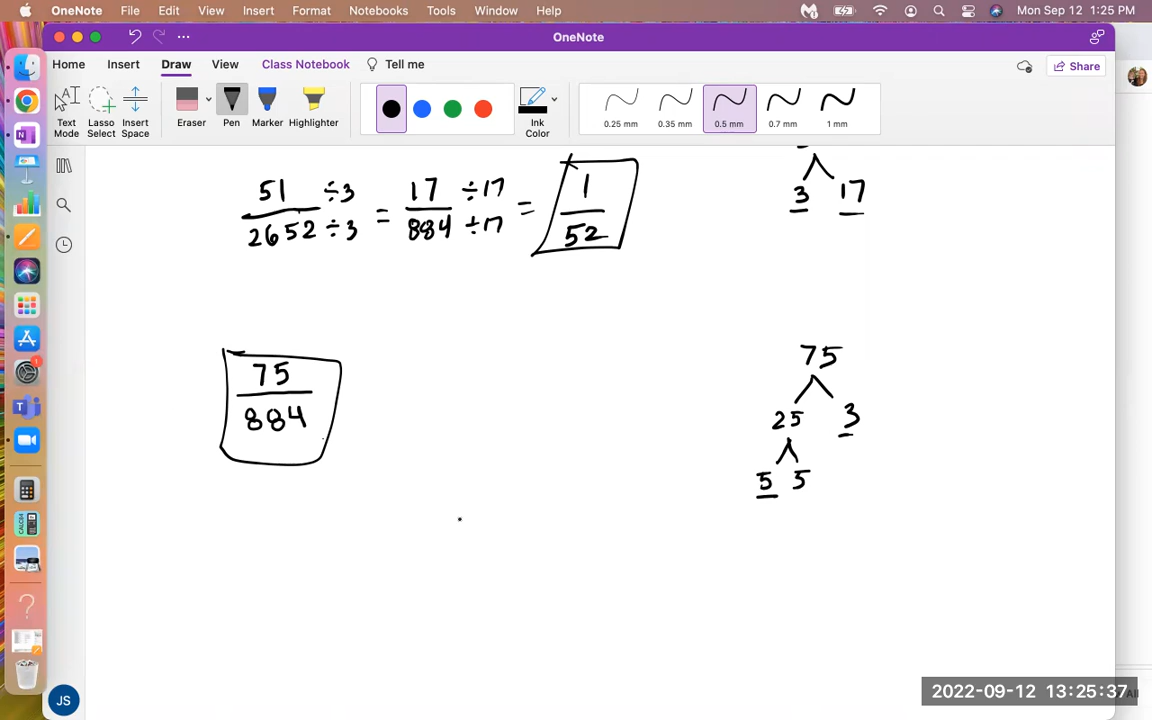 OneNote File Edit View Insert Format Notebooks Tools Window Help Mon Sep 12 1:25 PM
OneNote
Home Insert Draw View Class Notebook Tell me Share
Eraser Pen Marker Highlighter
Text Mode
Lasso Select
Insert Space
Ink Color
0.25 mm 0.35 mm 0.5 mm 0.7 mm 1 mm
51 ÷3 = 17 ÷17 = 1
2652 ÷3 884 ÷17 52
3 17
75
884
75
25 3
5 5
JS
2022-09-12 13:25:37